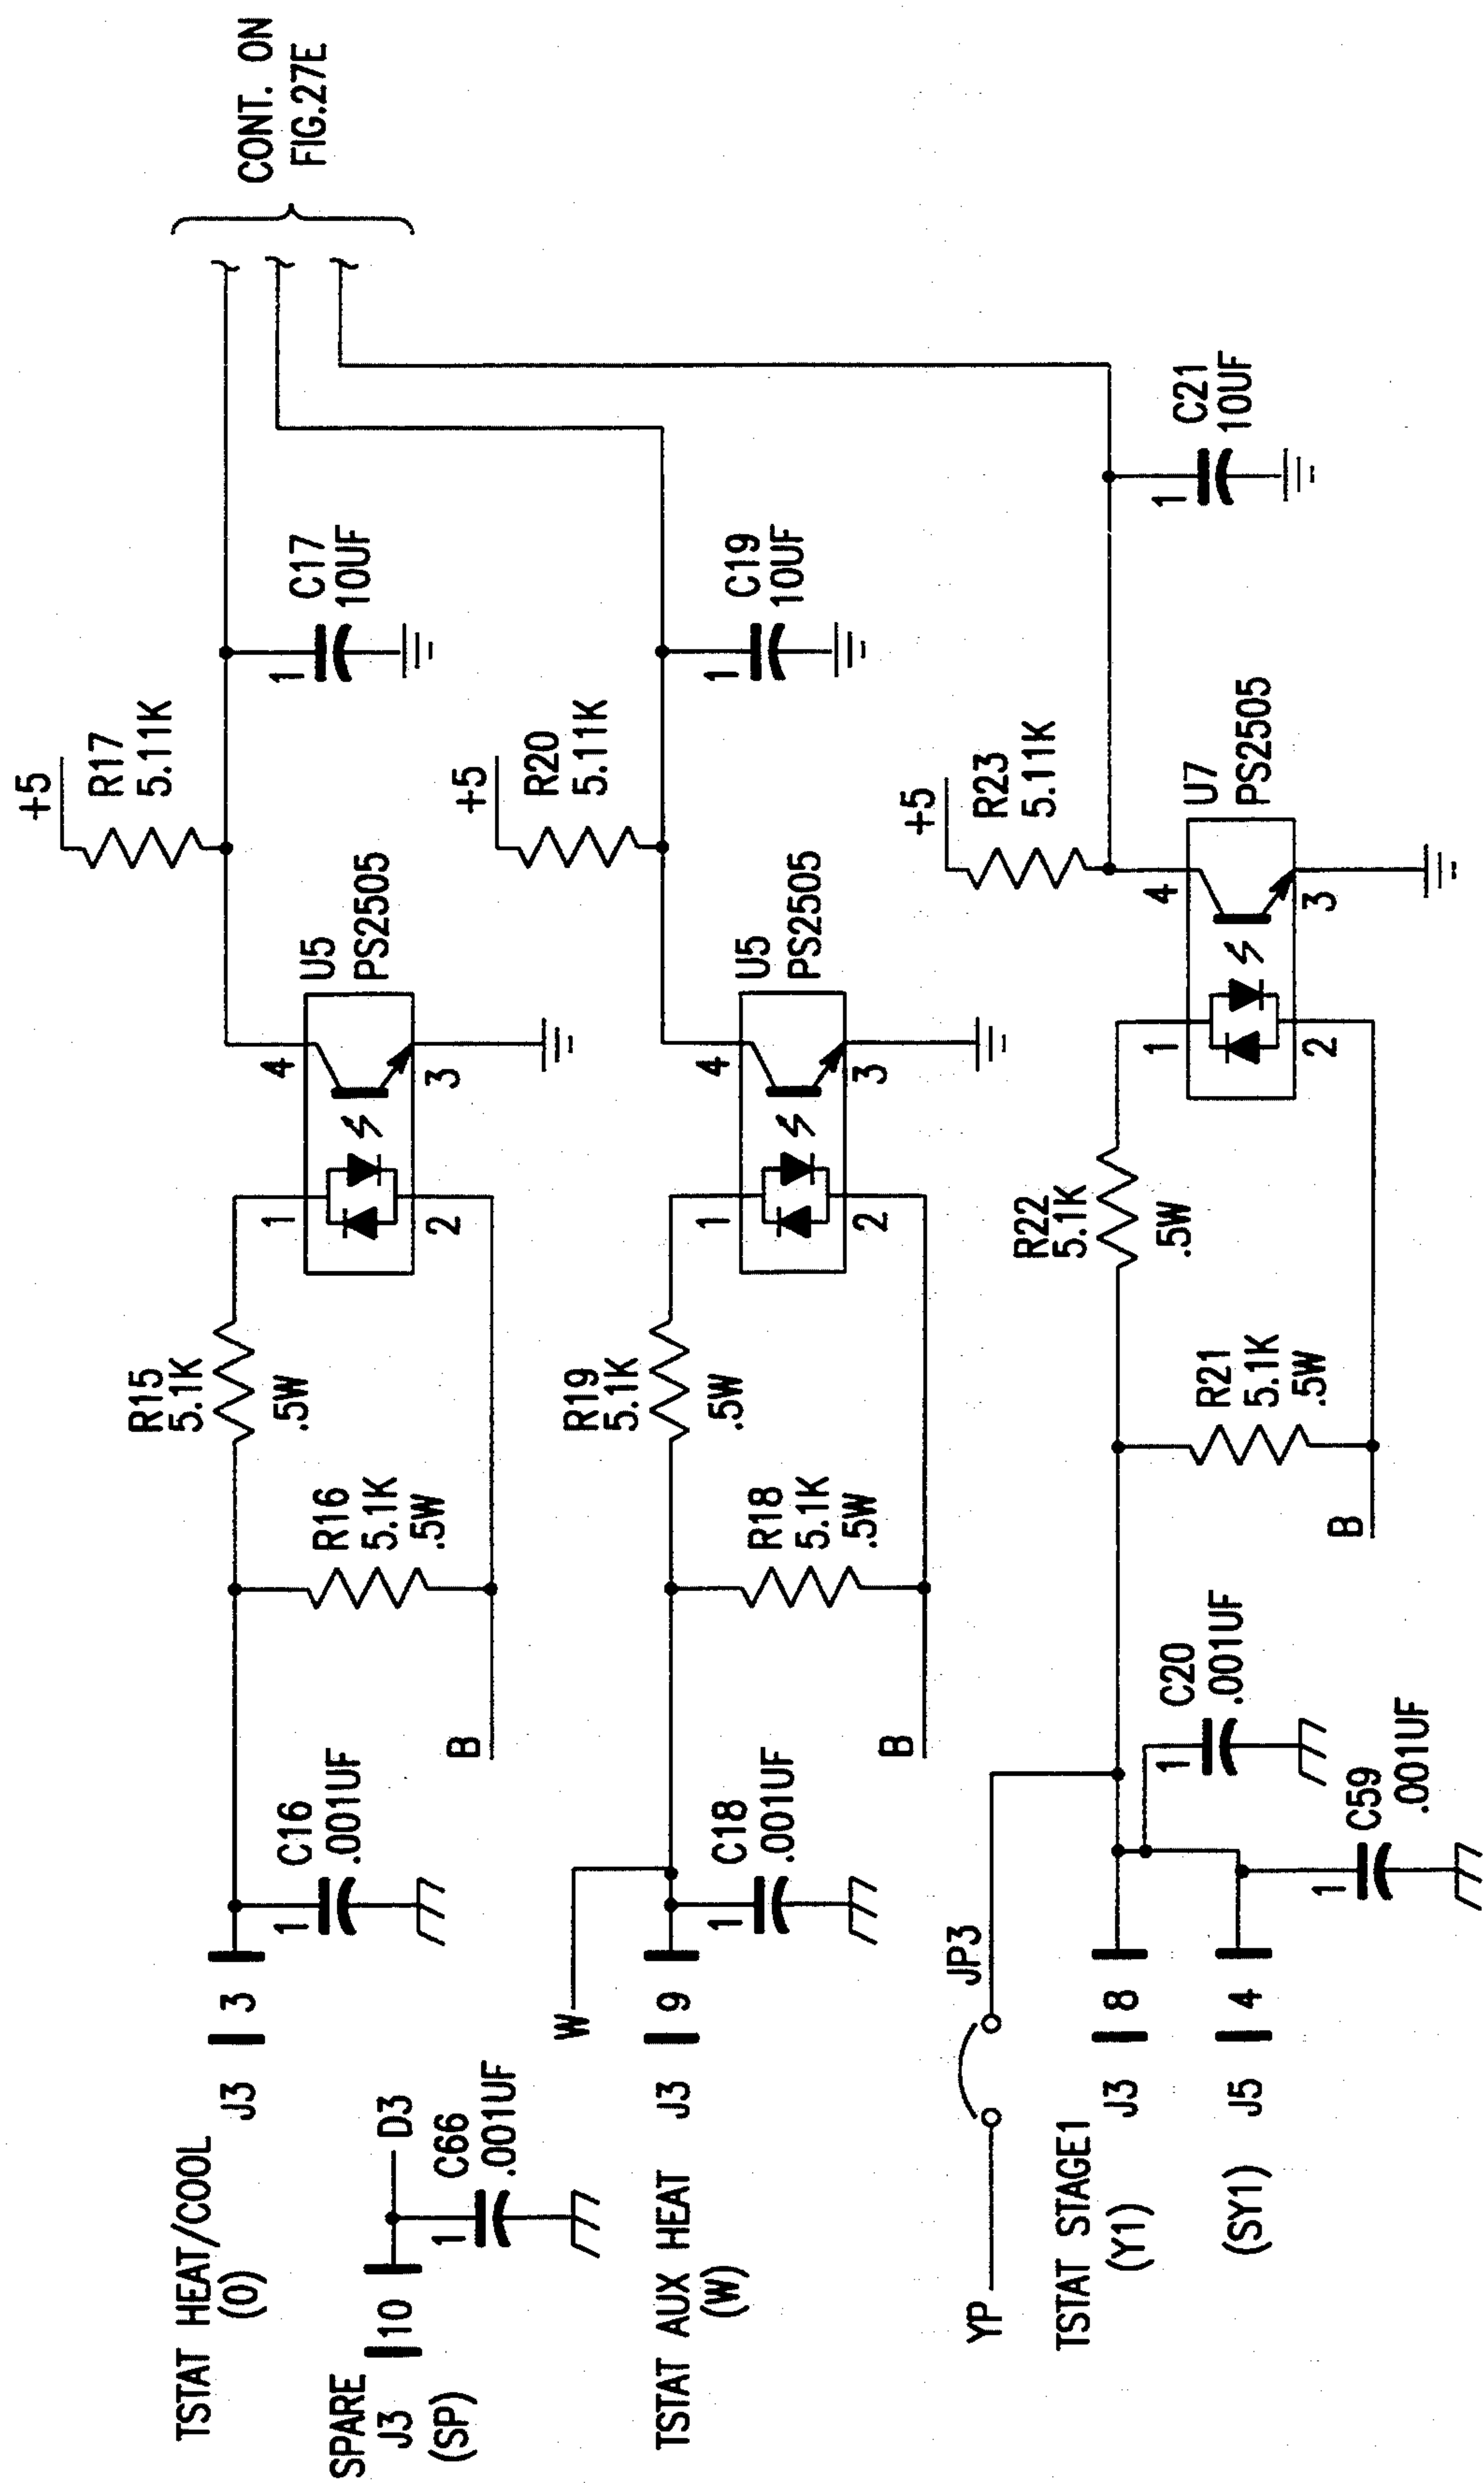 TSTAT HEAT/COOL
(O)
J3
3
1
C16
.001UF
R16
5.1K
.5W
B
R15
5.1K
.5W
1
2
4
3
U5
PS2505
+5
R17
5.11K
1
C17
10UF
CONT. ON
FIG.27E
SPARE
J3
(SP)
10
D3
1
C66
.001UF
TSTAT AUX HEAT
(W)
J3
9
W
1
C18
.001UF
R18
5.1K
.5W
B
R19
5.1K
.5W
1
2
4
3
U5
PS2505
+5
R20
5.11K
1
C19
10UF
YP
JP3
TSTAT STAGE1
(Y1)
J3
8
(SY1)
J5
4
1
C20
.001UF
1
C59
.001UF
B
R21
5.1K
.5W
R22
5.1K
.5W
1
2
4
3
U7
PS2505
+5
R23
5.11K
1
C21
10UF